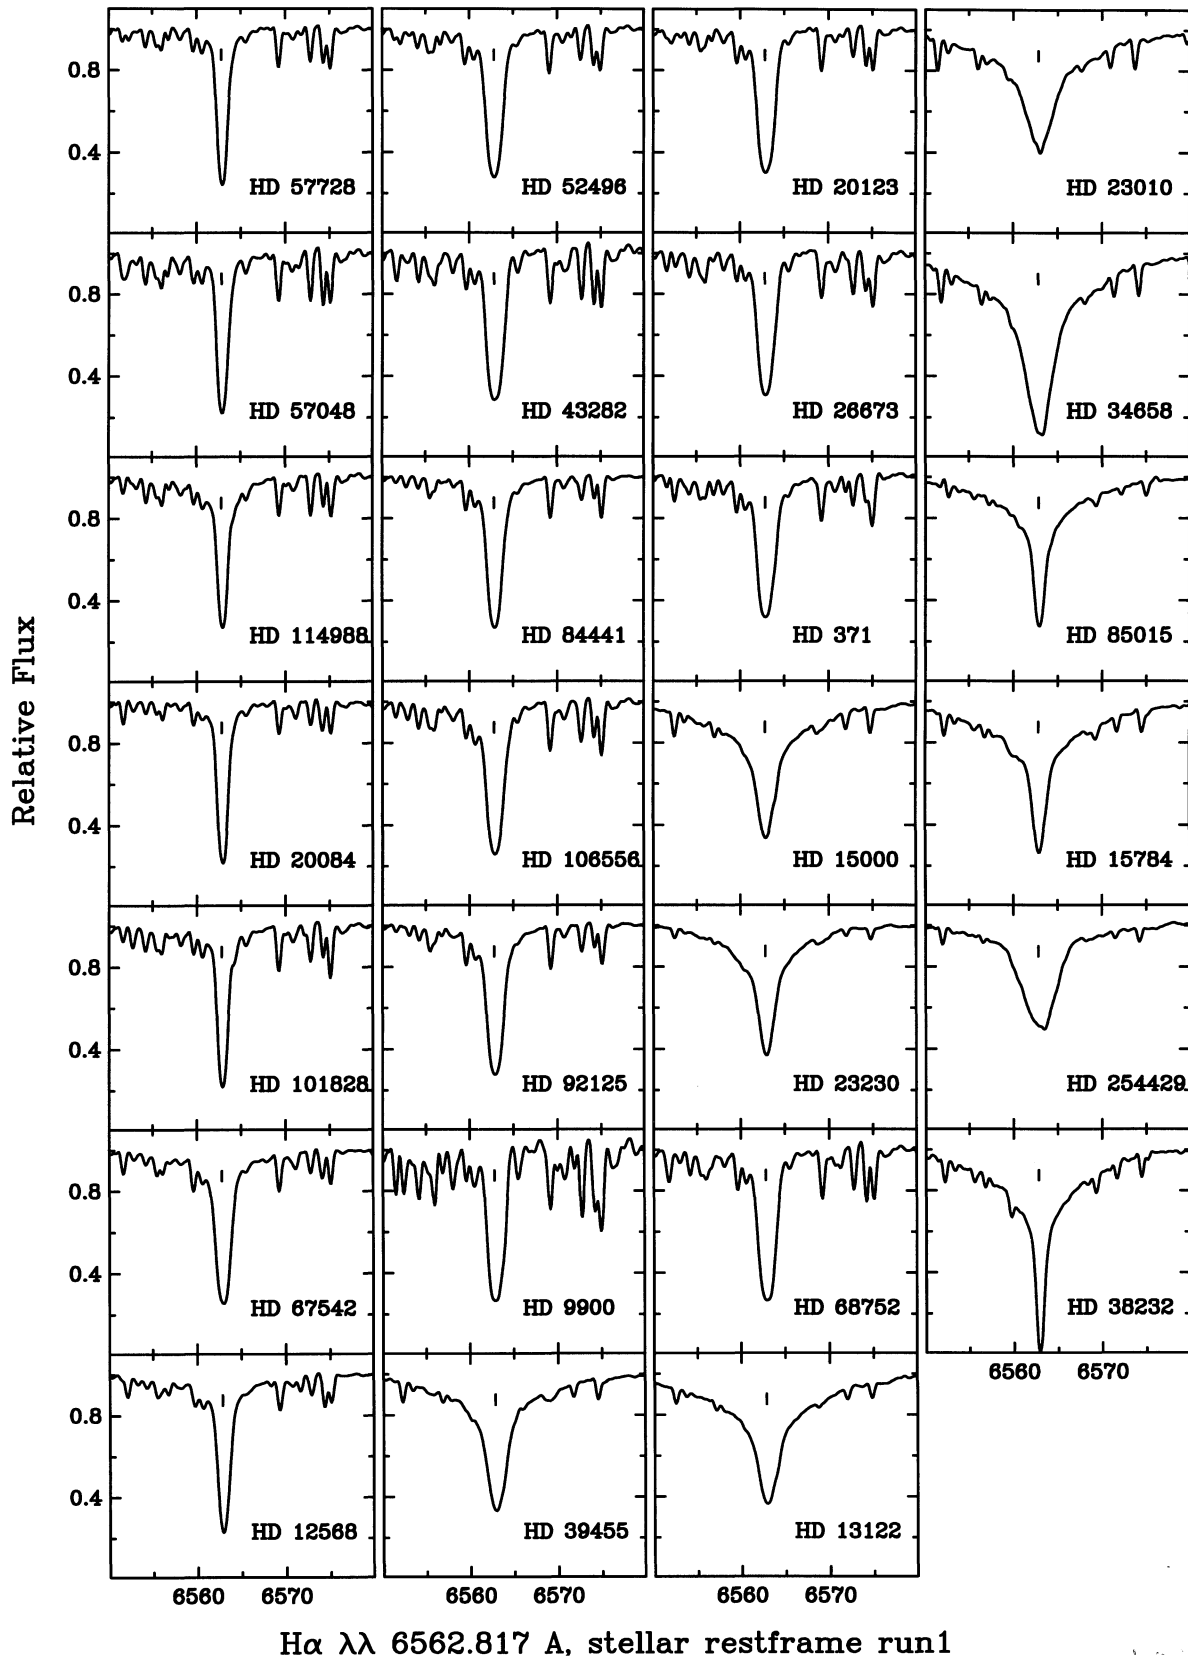 0.8
0.4
HD 57728
HD 52496
HD 20123
HD 23010
0.8
0.4
HD 57048
HD 43282
HD 26673
HD 34658
0.8
0.4
HD 114988
HD 84441
HD 371
HD 85015
Relative Flux
0.8
0.4
HD 20084
HD 106556
HD 15000
HD 15784
0.8
0.4
HD 101828
HD 92125
HD 23230
HD 254429
0.8
0.4
HD 67542
HD 9900
HD 68752
HD 38232
6560 6570
0.8
0.4
HD 12568
HD 39455
HD 13122
6560 6570
6560 6570
6560 6570
Hα λλ 6562.817 A, stellar restframe run1